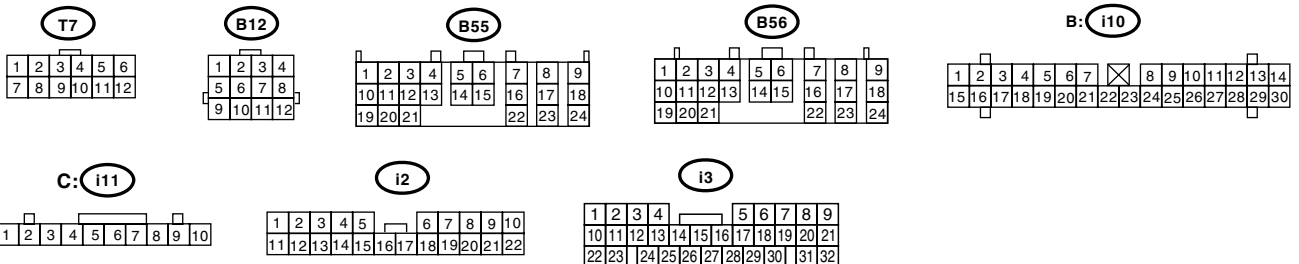 T7 B12 B55 B56 B: i10
1 2 3 4 5 6
7 8 9 10 11 12
1 2 3 4
5 6 7 8
9 10 11 12
1 2 3 4 5 6 7 8 9
10 11 12 13 14 15 16 17 18
19 20 21 22 23 24
1 2 3 4 5 6 7 8 9
10 11 12 13 14 15 16 17 18
19 20 21 22 23 24
1 2 3 4 5 6 7 8 9 10 11 12 13 14
15 16 17 18 19 20 21 22 23 24 25 26 27 28 29 30
C: i11 i2 i3
1 2 3 4 5 6 7 8 9 10
1 2 3 4 5 6 7 8 9 10
11 12 13 14 15 16 17 18 19 20 21 22
1 2 3 4 5 6 7 8 9
10 11 12 13 14 15 16 17 18 19 20 21
22 23 24 25 26 27 28 29 30 31 32